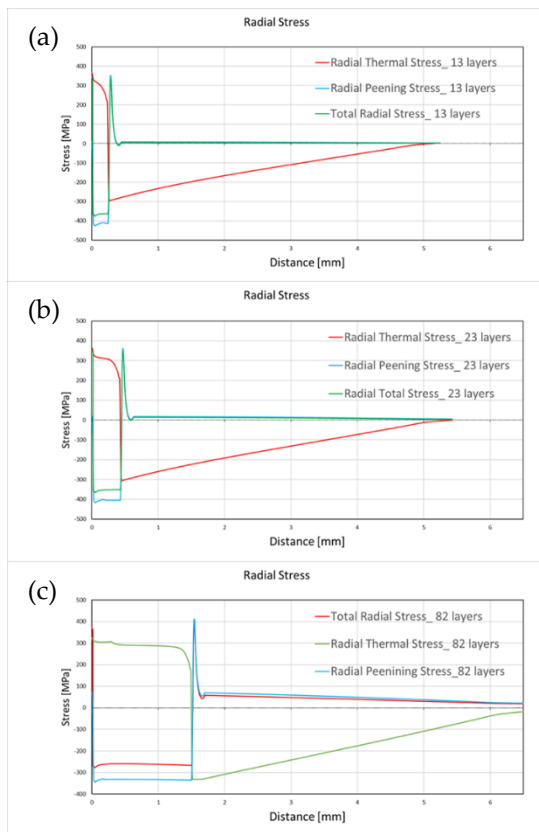 (a)
Radial Stress
Radial Thermal Stress_ 13 layers
Radial Peening Stress_ 13 layers
Total Radial Stress_ 13 layers
500
400
300
200
100
0
-100
-200
-300
-400
-500
Stress [MPa]
0 1 2 3 4 5 6
Distance [mm]
(b)
Radial Stress
Radial Thermal Stress_ 23 layers
Radial Peening Stress_ 23 layers
Radial Total Stress_ 23 layers
500
400
300
200
100
0
-100
-200
-300
-400
-500
Stress [MPa]
0 1 2 3 4 5 6
Distance [mm]
(c)
Radial Stress
Total Radial Stress_ 82 layers
Radial Thermal Stress_ 82 layers
Radial Peenining Stress_82 layers
500
400
300
200
100
0
-100
-200
-300
-400
Stress [MPa]
0 1 2 3 4 5 6
Distance [mm]